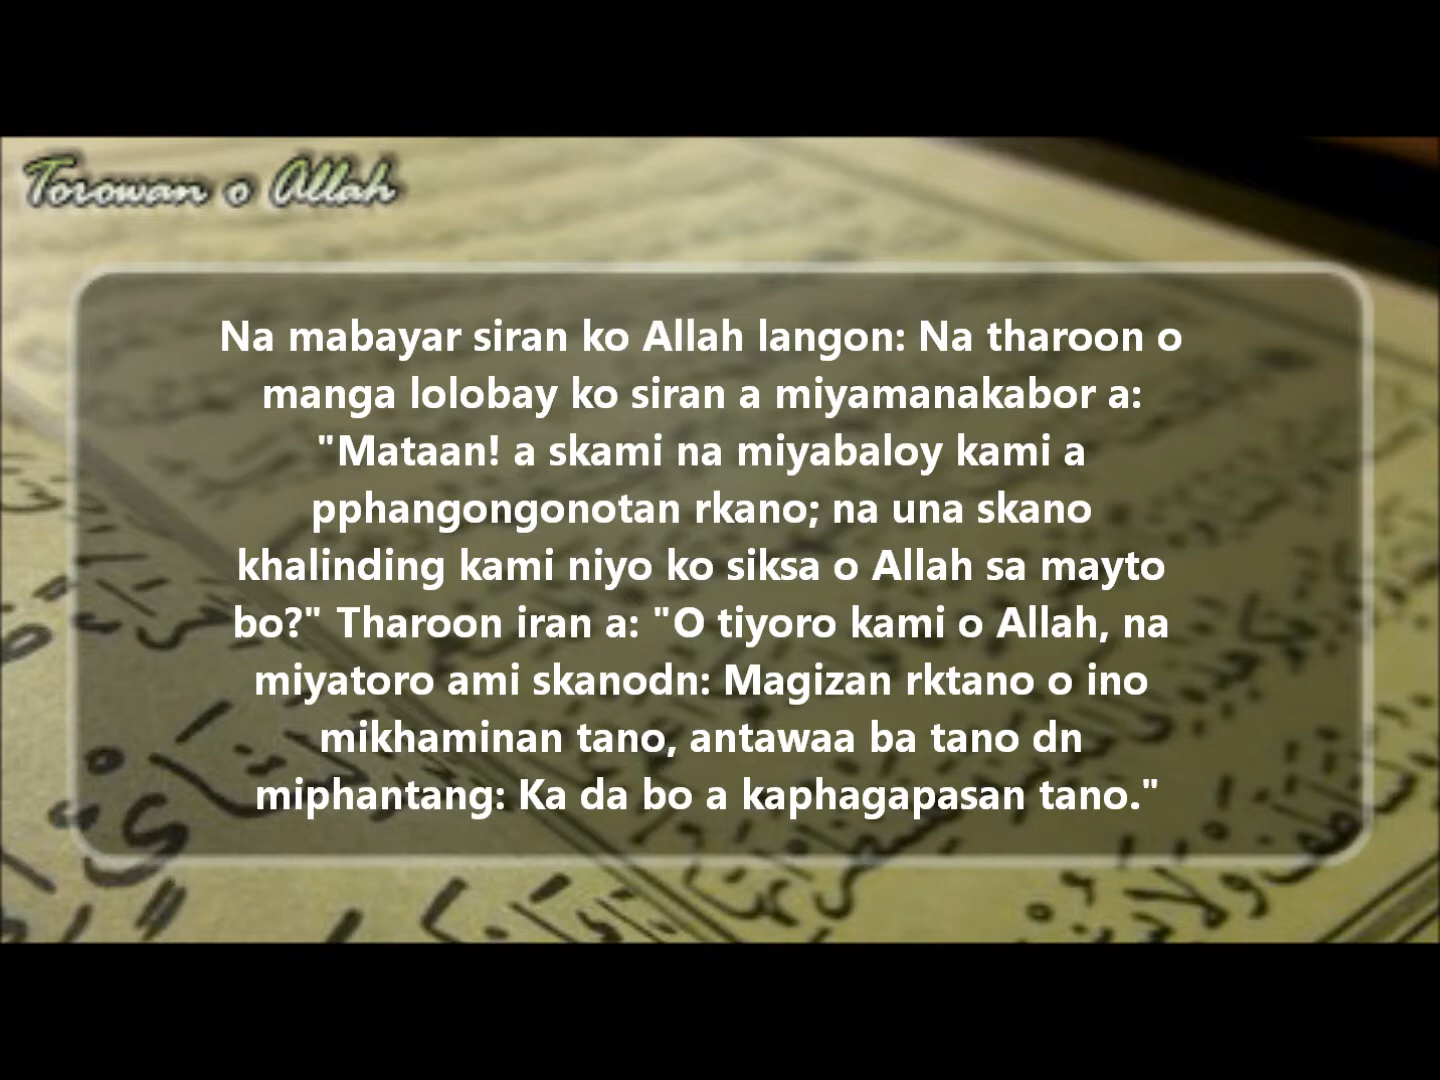 Torowan o Allah
Na mabayar siran ko Allah langon: Na tharoon o
manga lolobay ko siran a miyamanakabor a:
"Mataan! a skami na miyabaloy kami a
pphangongonotan rkano; na una skano
khalinding kami niyo ko siksa o Allah sa mayto
bo?" Tharoon iran a: "O tiyoro kami o Allah, na
miyatoro ami skanodn: Magizan rktano o ino
mikhaminan tano, antawaa ba tano dn
miphantang: Ka da bo a kaphagapasan tano."